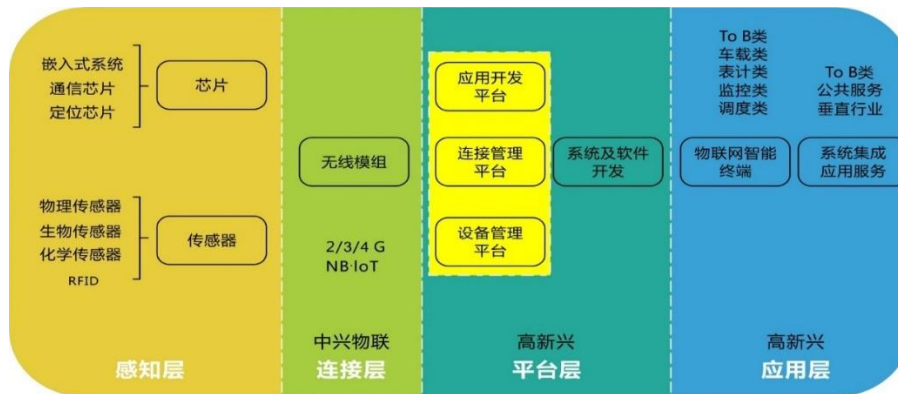 嵌入式系统
通信芯片
定位芯片
芯片
物理传感器
生物传感器
化学传感器
RFID
传感器
感知层
无线模组
2/3/4 G
NB·IoT
中兴物联
连接层
应用开发
平台
连接管理
平台
设备管理
平台
系统及软件
开发
高新兴
平台层
To B类
车载类
表计类
监控类
调度类
物联网智能
终端
To B类
公共服务
垂直行业
系统集成
应用服务
高新兴
应用层